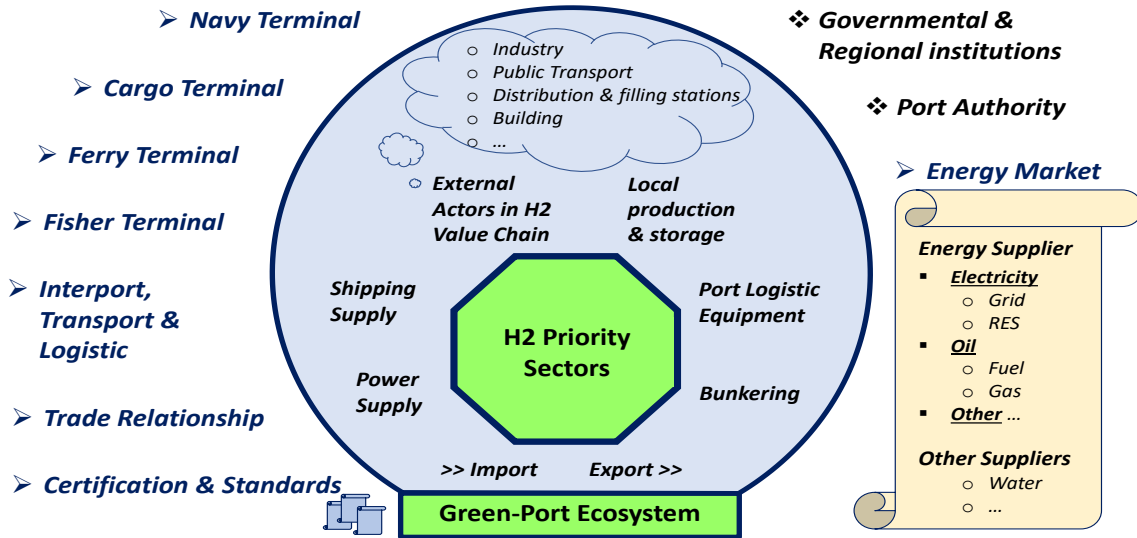 ➢ Navy Terminal
➢ Cargo Terminal
➢ Ferry Terminal
➢ Fisher Terminal
➢ Interport,
Transport &
Logistic
➢ Trade Relationship
➢ Certification & Standards
o Industry
o Public Transport
o Distribution & filling stations
o Building
o ...
External
Actors in H2
Value Chain
Local
production
& storage
Shipping
Supply
Port Logistic
Equipment
H2 Priority
Sectors
Power
Supply
Bunkering
>> Import
Export >>
Green-Port Ecosystem
❖ Governmental &
Regional institutions
❖ Port Authority
➢ Energy Market
Energy Supplier
▪ Electricity
o Grid
o RES
▪ Oil
o Fuel
o Gas
▪ Other ...
Other Suppliers
o Water
o ...